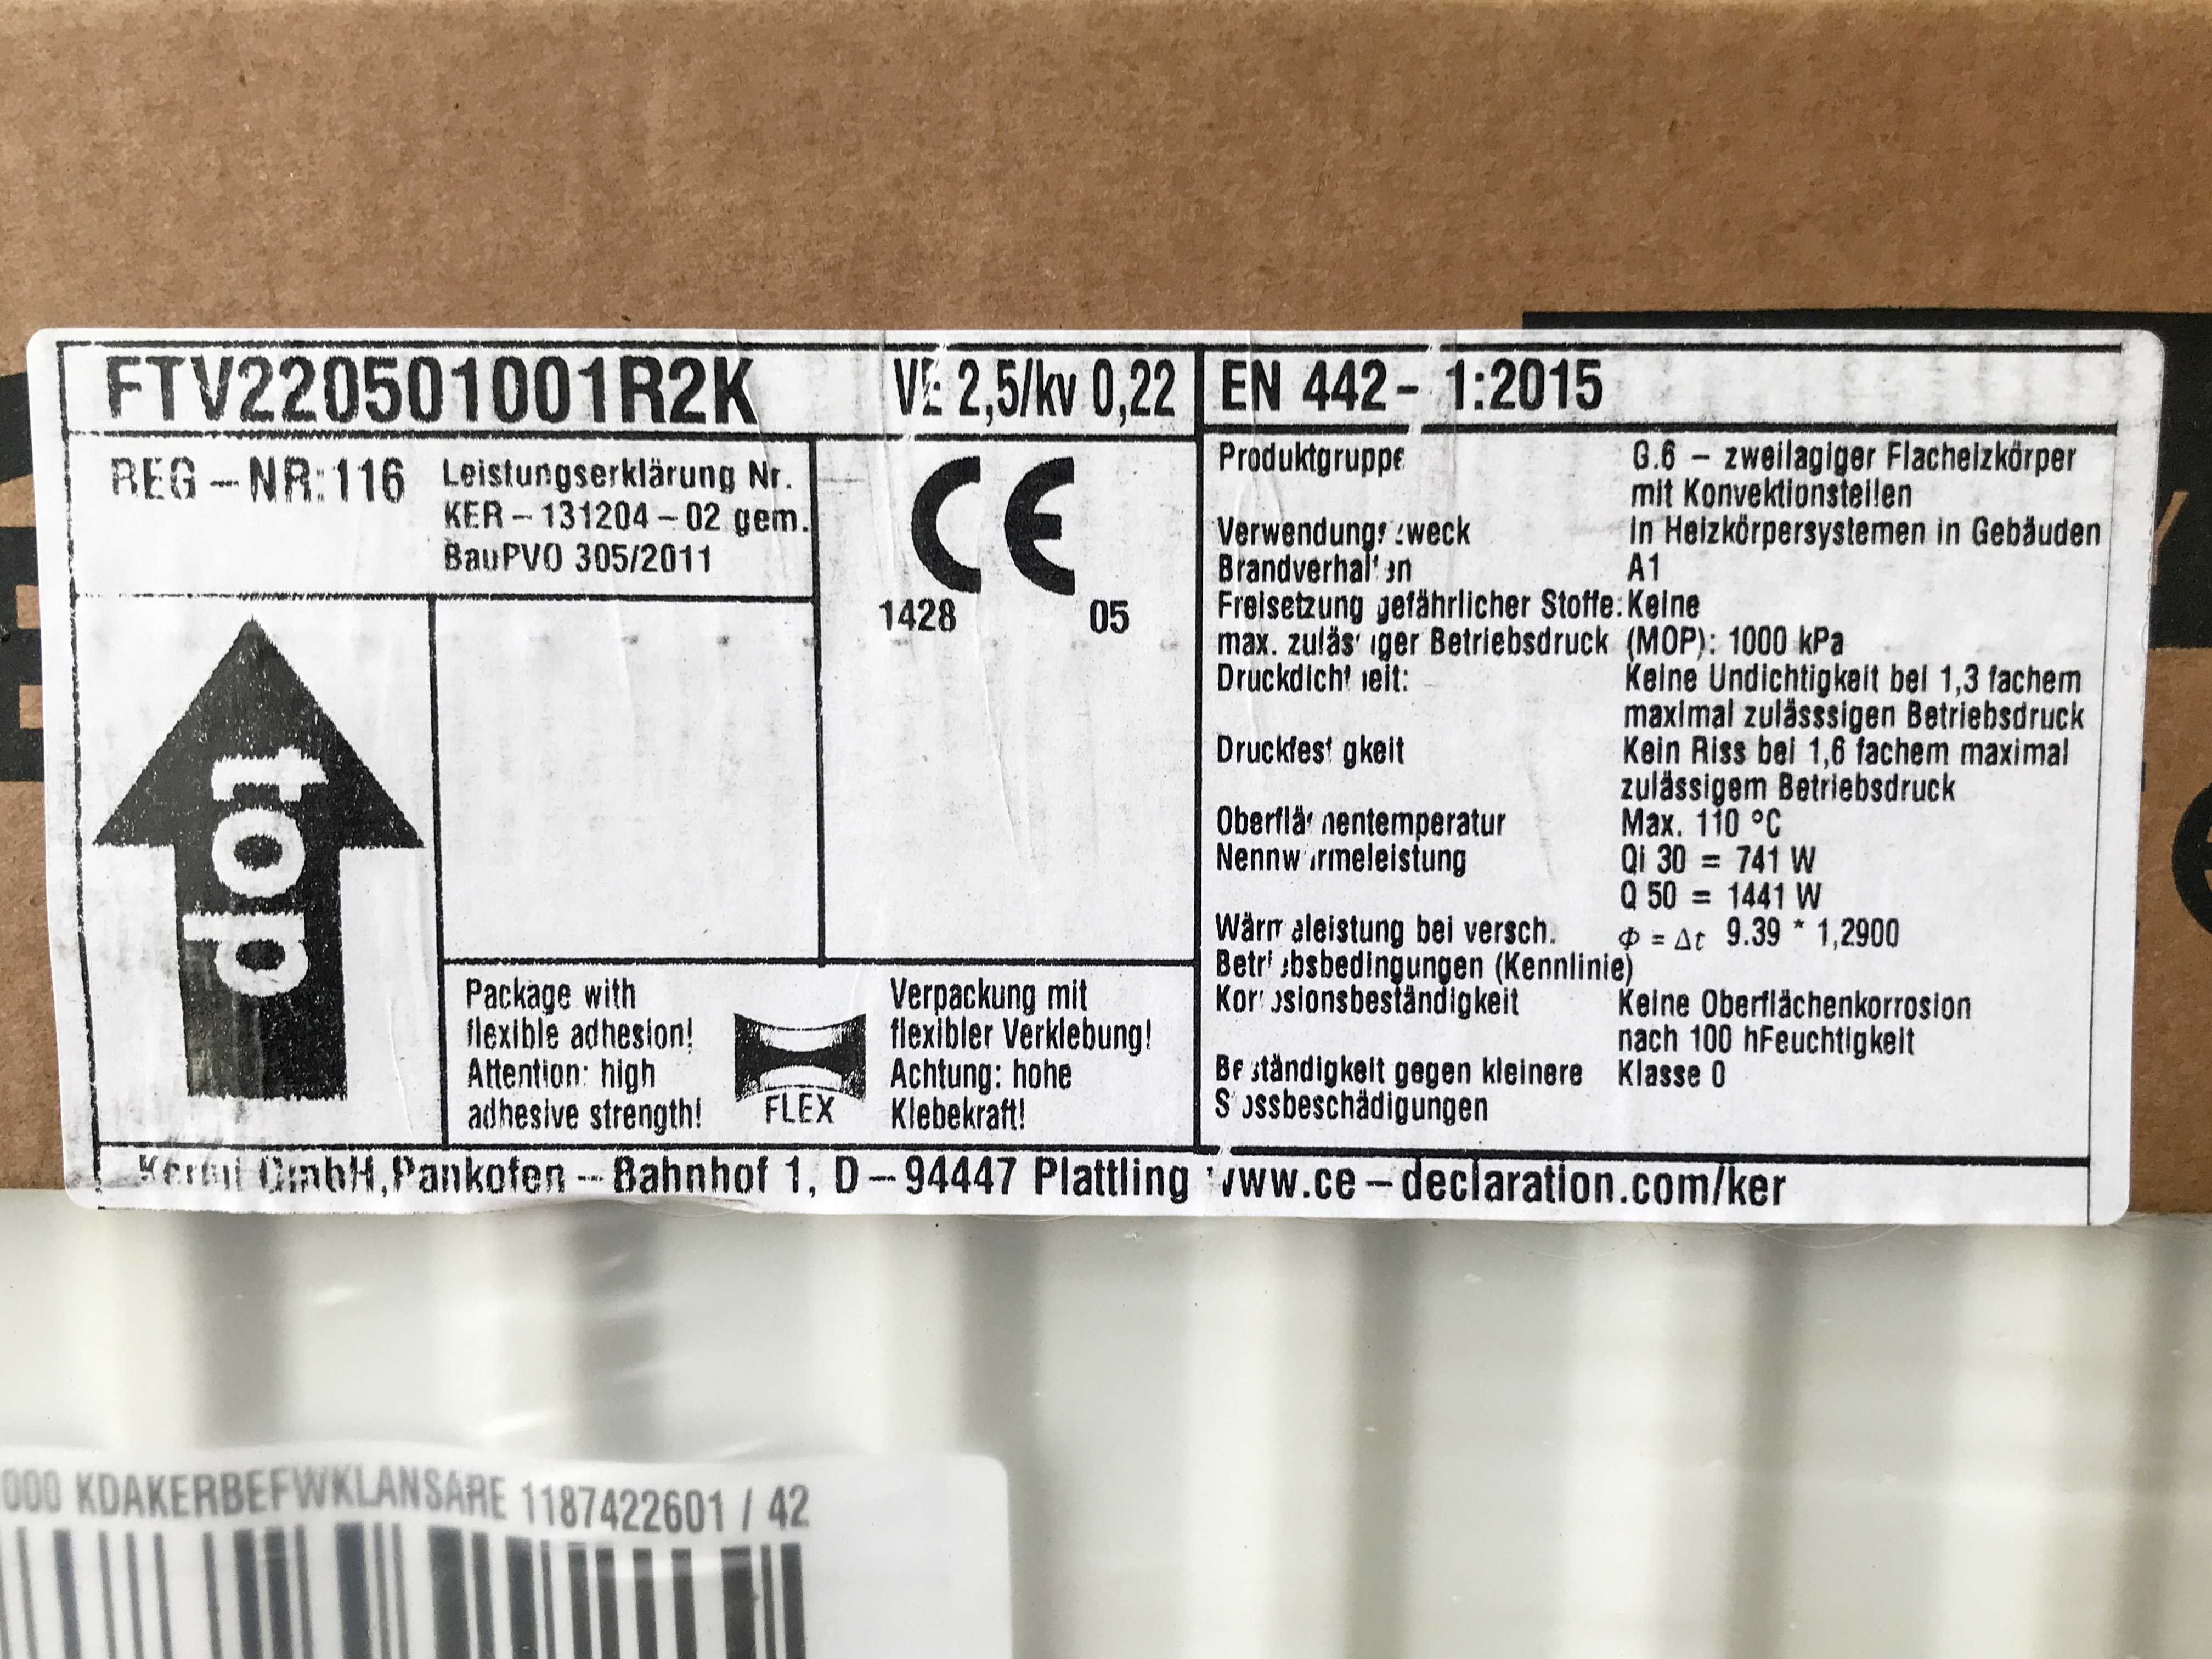 FTV220501001R2K VE 2,5/kv 0,22
REG – NR:116
Leistungserklärung Nr.
KER – 131204 – 02 gem.
BauPVO 305/2011
CE
1428 05
top
Package with
flexible adhesion!
Attention: high
adhesive strength!
FLEX
Verpackung mit
flexibler Verklebung!
Achtung: hohe
Klebekraft!
EN 442- 1:2015
Produktgruppe G.6 – zweilagiger Flacheizkörper
mit Konvektionsteilen
Verwendungszweck In Heizkörpersystemen in Gebäuden
Brandverhalten A1
Freisetzung gefährlicher Stoffe: Keine
max. zulässiger Betriebsdruck (MOP): 1000 kPa
Druckdichtheit: Keine Undichtigkeit bei 1,3 fachem
maximal zulässsigen Betriebsdruck
Druckfestigkeit Kein Riss bei 1,6 fachem maximal
zulässigem Betriebsdruck
Oberflächentemperatur Max. 110 °C
Nennwärmeleistung Qi 30 = 741 W
Q 50 = 1441 W
Wärmeleistung bei versch. Φ = Δt 9.39 * 1,2900
Betriebsbedingungen (Kennlinie)
Korrosionsbeständigkeit Keine Oberflächenkorrosion
nach 100 hFeuchtigkeit
Beständigkeit gegen kleinere Klasse 0
Stossbeschädigungen
Kermi GmbH, Pankofen – Bahnhof 1, D – 94447 Plattling www.ce – declaration.com/ker
000 KDAKERBEFWKLANSARE 1187422601 / 42